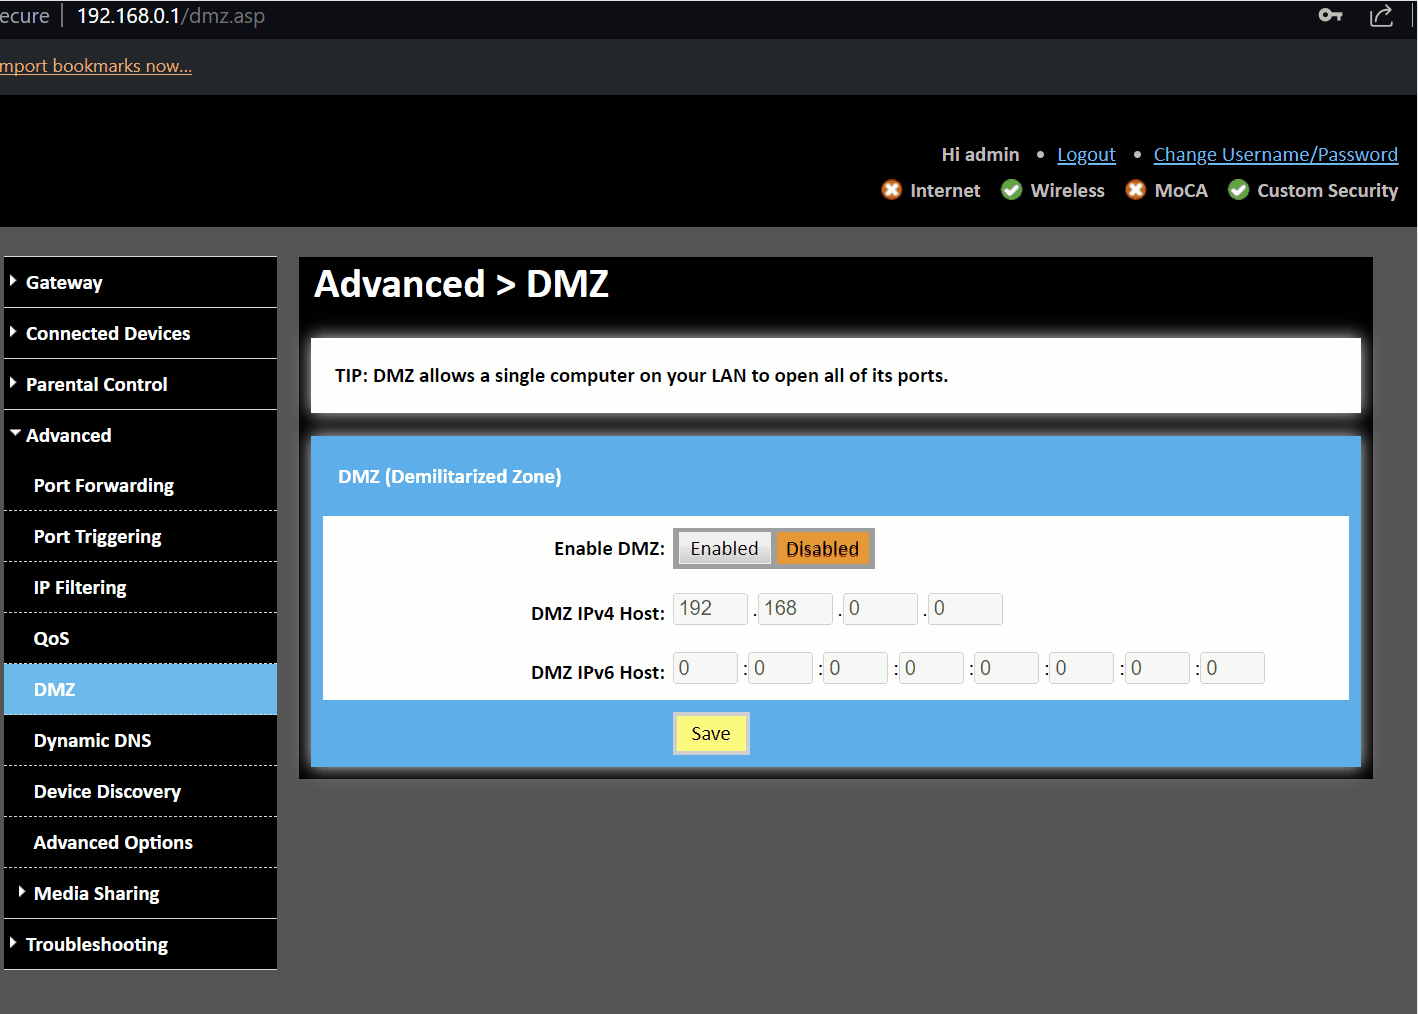 ecure | 192.168.0.1/dmz.asp
mport bookmarks now...
Hi admin • Logout • Change Username/Password
Internet Wireless MoCA Custom Security
Gateway
Connected Devices
Parental Control
Advanced
Port Forwarding
Port Triggering
IP Filtering
QoS
DMZ
Dynamic DNS
Device Discovery
Advanced Options
Media Sharing
Troubleshooting
Advanced > DMZ
TIP: DMZ allows a single computer on your LAN to open all of its ports.
DMZ (Demilitarized Zone)
Enable DMZ: Enabled Disabled
DMZ IPv4 Host: 192 . 168 . 0 . 0
DMZ IPv6 Host: 0 : 0 : 0 : 0 : 0 : 0 : 0 : 0
Save